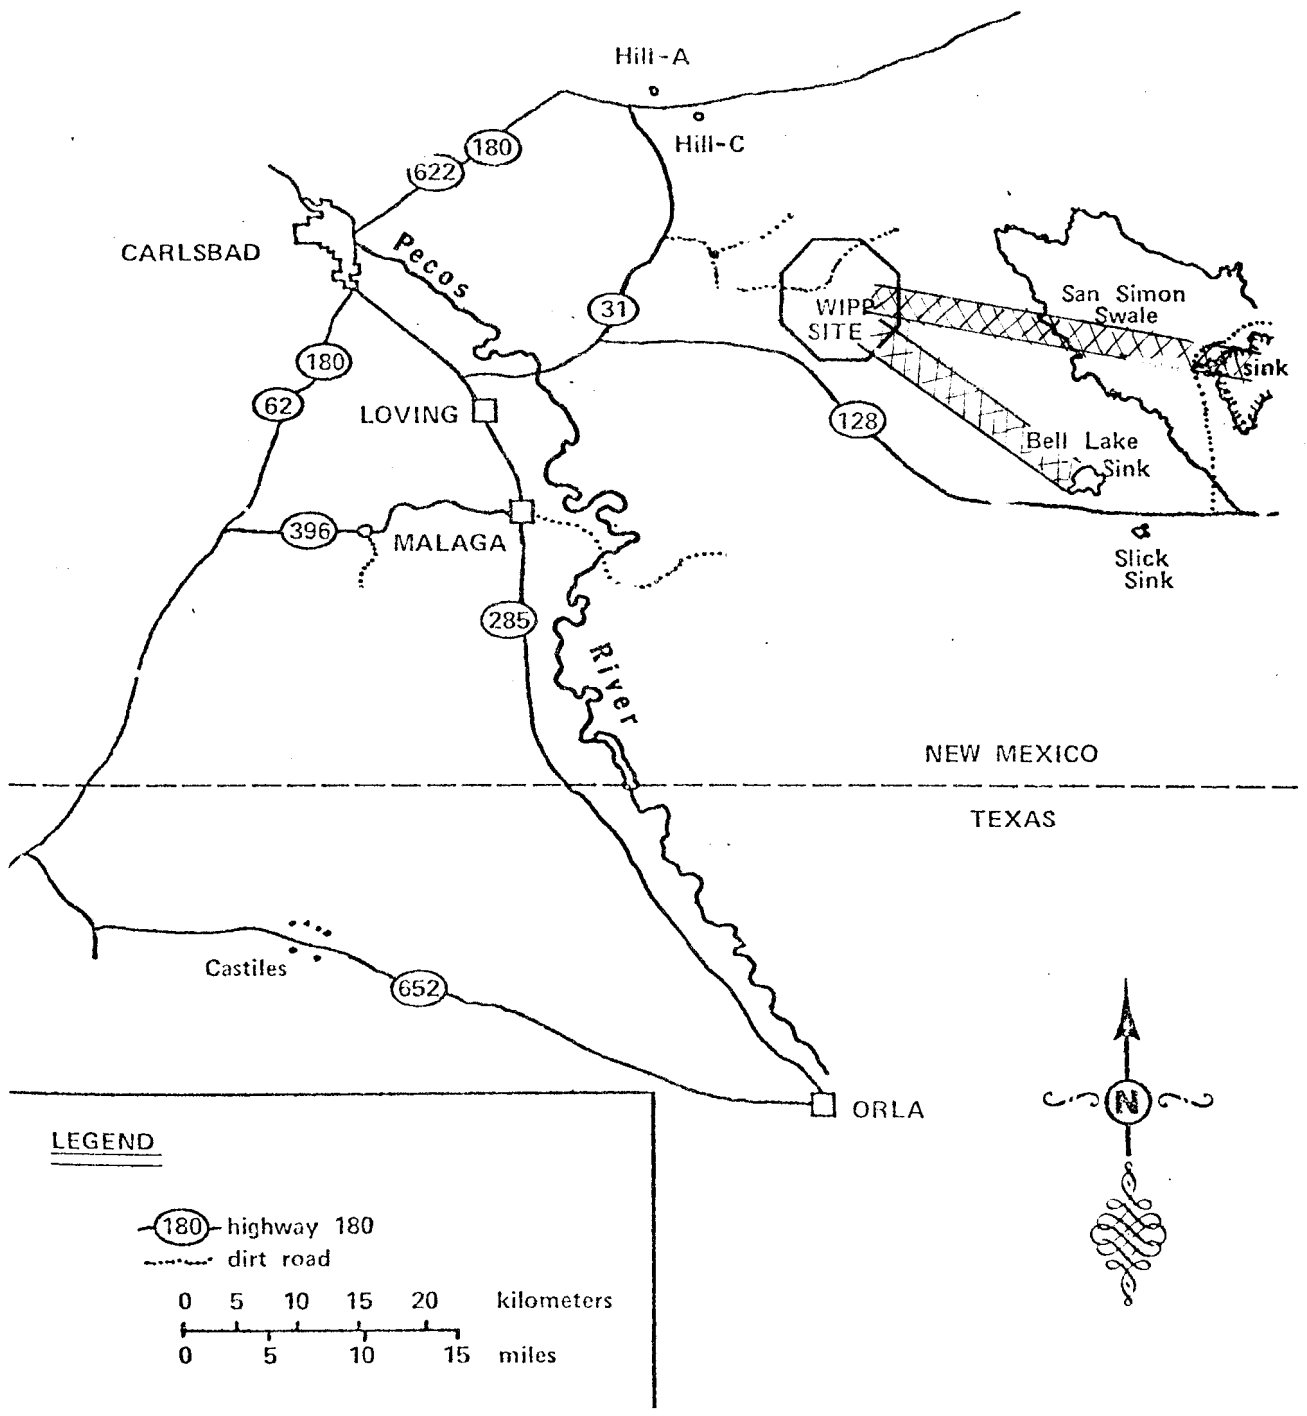 Hill-A
Hill-C
180
622
CARLSBAD
Pecos
31
WIPP
SITE
San Simon
Swale
sink
180
62
LOVING
128
Bell Lake
Sink
396
MALAGA
Slick
Sink
285
River
NEW MEXICO
TEXAS
Castiles
652
ORLA
N
LEGEND
180 highway 180
dirt road
0 5 10 15 20 kilometers
0 5 10 15 miles